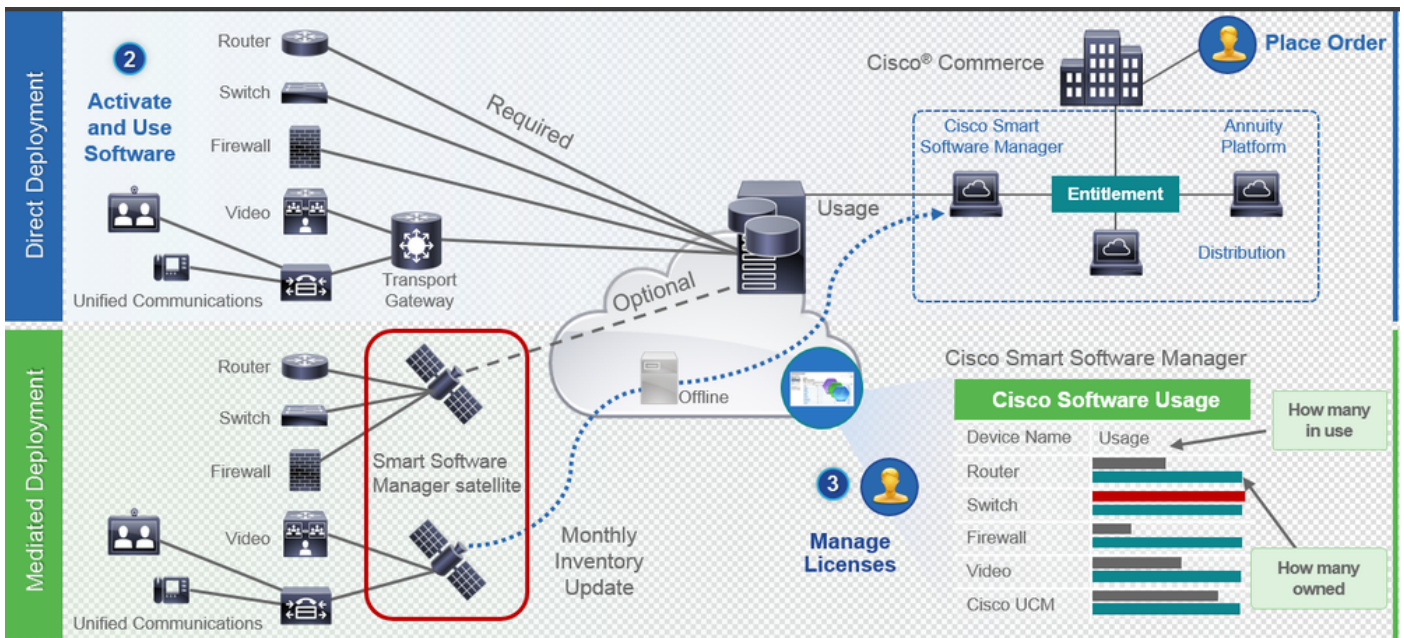 Direct Deployment
2
Activate
and Use
Software
Router
Switch
Firewall
Video
Unified Communications
Transport
Gateway
Required
Optional
Usage
Cisco® Commerce
Place Order
Cisco Smart
Software Manager
Annuity
Platform
Entitlement
Distribution
Mediated Deployment
Router
Switch
Firewall
Video
Unified Communications
Smart Software
Manager satellite
Offline
Monthly
Inventory
Update
3
Manage
Licenses
Cisco Smart Software Manager
Cisco Software Usage
Device Name
Usage
Router
Switch
Firewall
Video
Cisco UCM
How many
in use
How many
owned